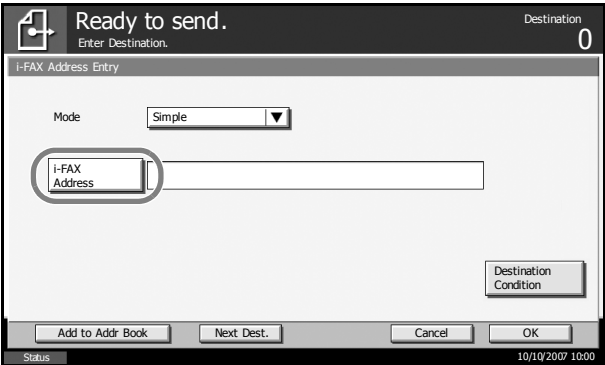 Ready to send.
Destination
Enter Destination.
0
i-FAX Address Entry
Mode
Simple
i-FAX
Address
Destination
Condition
Add to Addr Book
Next Dest.
Cancel
OK
Status
10/10/2007 10:00